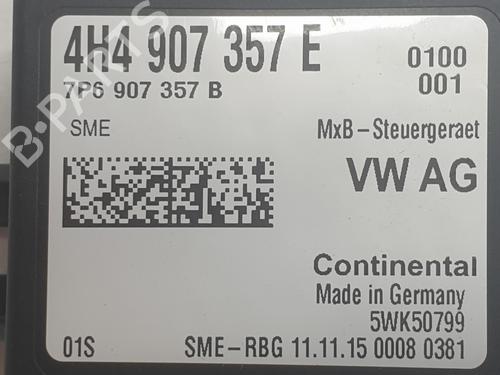 4H4 907 357 E 0100
7P6 907 357 B 001
SME MxB-Steuergeraet
VW AG
Continental
Made in Germany
5WK50799
01S SME-RBG 11.11.15 0008 0381
B-PARTS